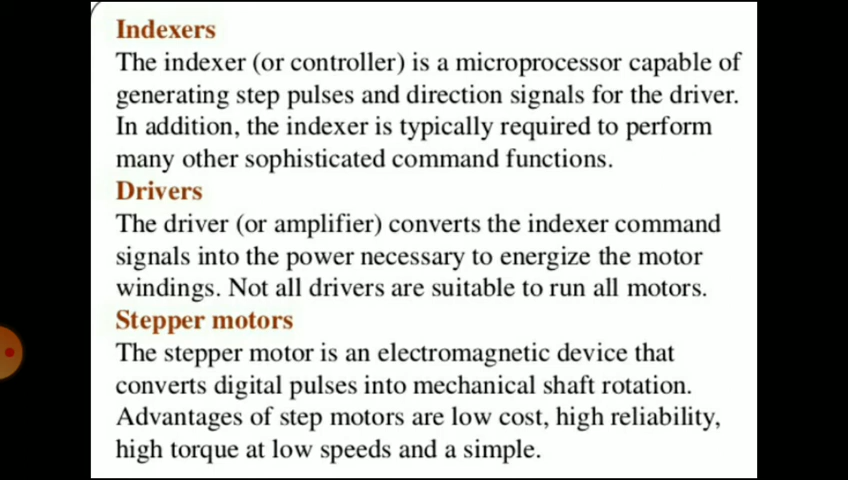 Indexers
The indexer (or controller) is a microprocessor capable of
generating step pulses and direction signals for the driver.
In addition, the indexer is typically required to perform
many other sophisticated command functions.
Drivers
The driver (or amplifier) converts the indexer command
signals into the power necessary to energize the motor
windings. Not all drivers are suitable to run all motors.
Stepper motors
The stepper motor is an electromagnetic device that
converts digital pulses into mechanical shaft rotation.
Advantages of step motors are low cost, high reliability,
high torque at low speeds and a simple.